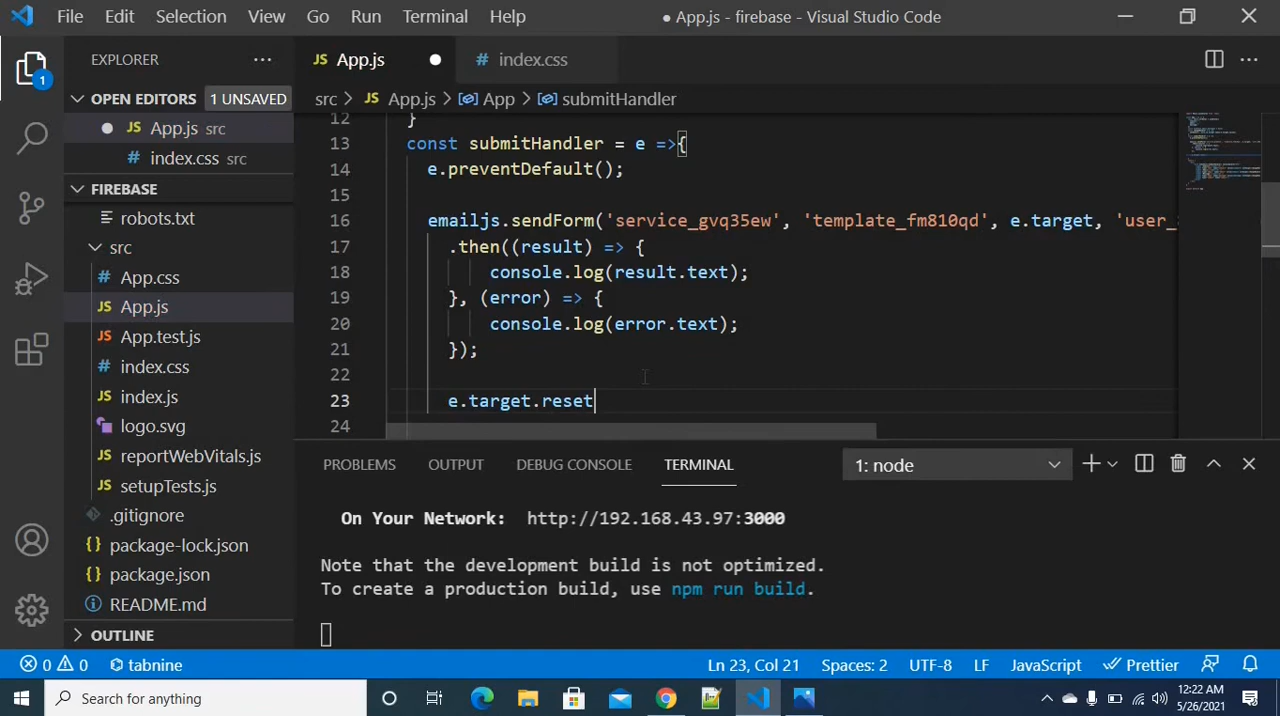 File Edit Selection View Go Run Terminal Help ● App.js - firebase - Visual Studio Code
EXPLORER
JS App.js
# index.css
OPEN EDITORS 1 UNSAVED
JS App.js src
# index.css src
FIREBASE
robots.txt
src
# App.css
JS App.js
JS App.test.js
# index.css
JS index.js
logo.svg
JS reportWebVitals.js
JS setupTests.js
.gitignore
{} package-lock.json
{} package.json
README.md
OUTLINE
1
src > JS App.js > App > submitHandler
12 }
13 const submitHandler = e =>{
14 e.preventDefault();
15
16 emailjs.sendForm('service_gvq35ew', 'template_fm810qd', e.target, 'user_
17 .then((result) => {
18 console.log(result.text);
19 }, (error) => {
20 console.log(error.text);
21 });
22
23 e.target.reset
24
PROBLEMS OUTPUT DEBUG CONSOLE TERMINAL 1: node
On Your Network: http://192.168.43.97:3000
Note that the development build is not optimized.
To create a production build, use npm run build.
0 0 tabnine Ln 23, Col 21 Spaces: 2 UTF-8 LF JavaScript Prettier
Search for anything
12:22 AM
5/26/2021